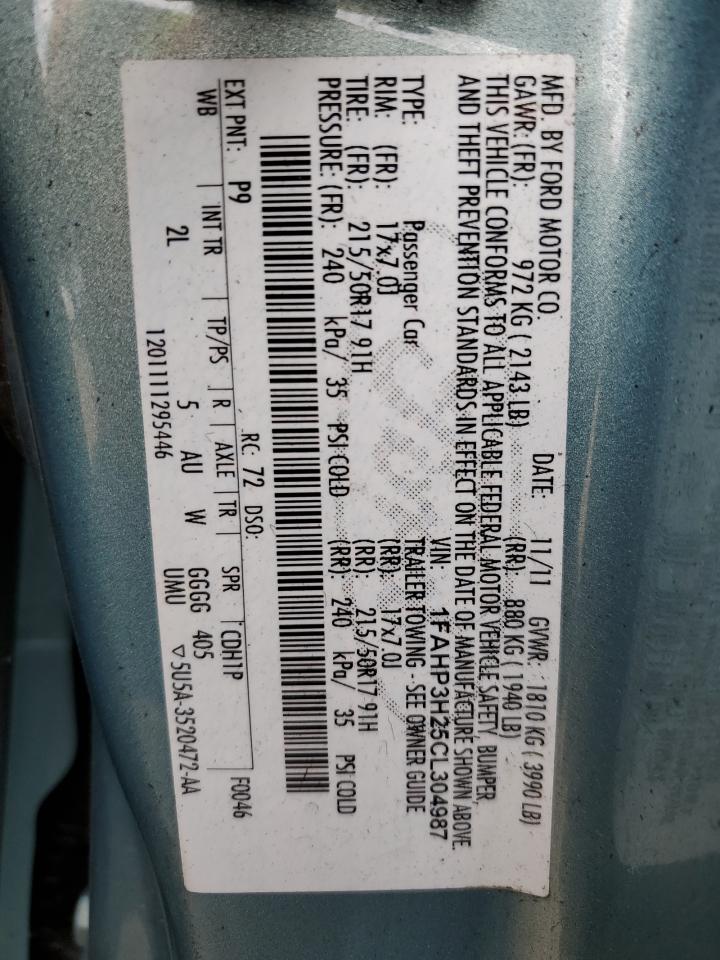 MFD. BY FORD MOTOR CO. DATE: 11/11 GVWR: 1810 KG ( 3990 LB)
GAWR: (FR): 972 KG ( 2143 LB) (RR): 880 KG ( 1940 LB)
THIS VEHICLE CONFORMS TO ALL APPLICABLE FEDERAL MOTOR VEHICLE SAFETY, BUMPER,
AND THEFT PREVENTION STANDARDS IN EFFECT ON THE DATE OF MANUFACTURE SHOWN ABOVE.
VIN: 1FAHP3H25CL304987
TYPE: Passenger Car TRAILER TOWING - SEE OWNER GUIDE
RIM: (FR): 17x7.0J (RR): 17x7.0J
TIRE: (FR): 215/50R17 91H (RR): 215/50R17 91H
PRESSURE: (FR): 240 kPa/ 35 PSI COLD (RR): 240 kPa/ 35 PSI COLD
RC: 72 DSO: F0046
EXT PNT: P9 CDH1P
WB INT TR TP/PS R AXLE TR SPR
2L 5 AU W GGGG 405
UMU
1201111295446 ▽5U5A-3520472-AA